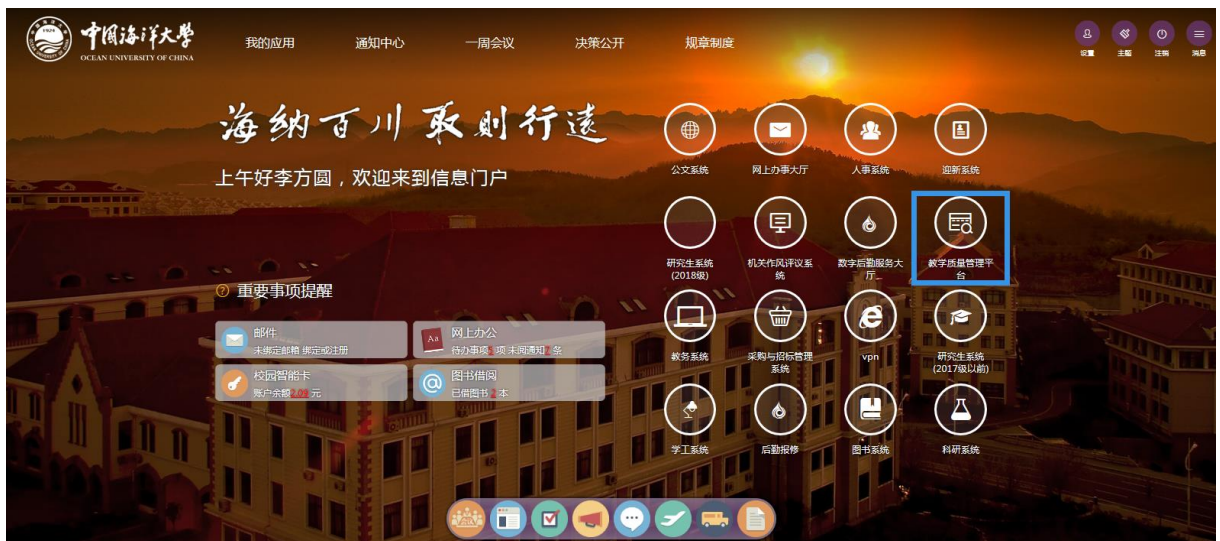 中国海洋大学
OCEAN UNIVERSITY OF CHINA
我的应用 通知中心 一周会议 决策公开 规章制度
设置 主题 注销 消息
海纳百川 取则行远
上午好李方圆，欢迎来到信息门户
公文系统 网上办事大厅 人事系统 迎新系统
研究生系统 机关作风评议系 数字后勤服务大 教学质量管理平
(2018级) 统 厅 台
重要事项提醒
邮件
未绑定邮箱 绑定或注册
Aa
网上办公
待办事项 项 未阅通知 条
校园智能卡
账户余额 元
图书借阅
已借图书 本
教务系统 采购与招标管理 vpn 研究生系统
系统 (2017级以前)
学工系统 后勤报修 图书系统 科研系统